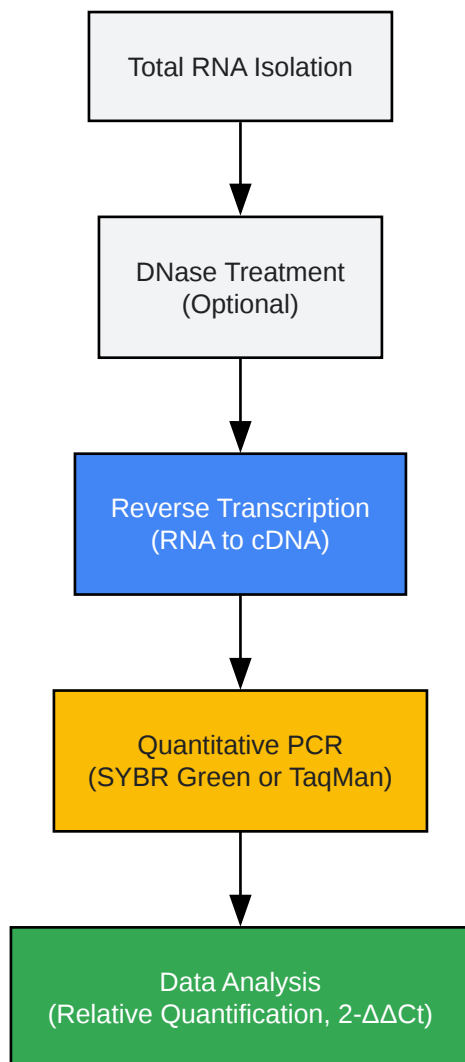 Total RNA Isolation
DNase Treatment
(Optional)
Reverse Transcription
(RNA to cDNA)
Quantitative PCR
(SYBR Green or TaqMan)
Data Analysis
(Relative Quantification, 2-ΔΔCt)